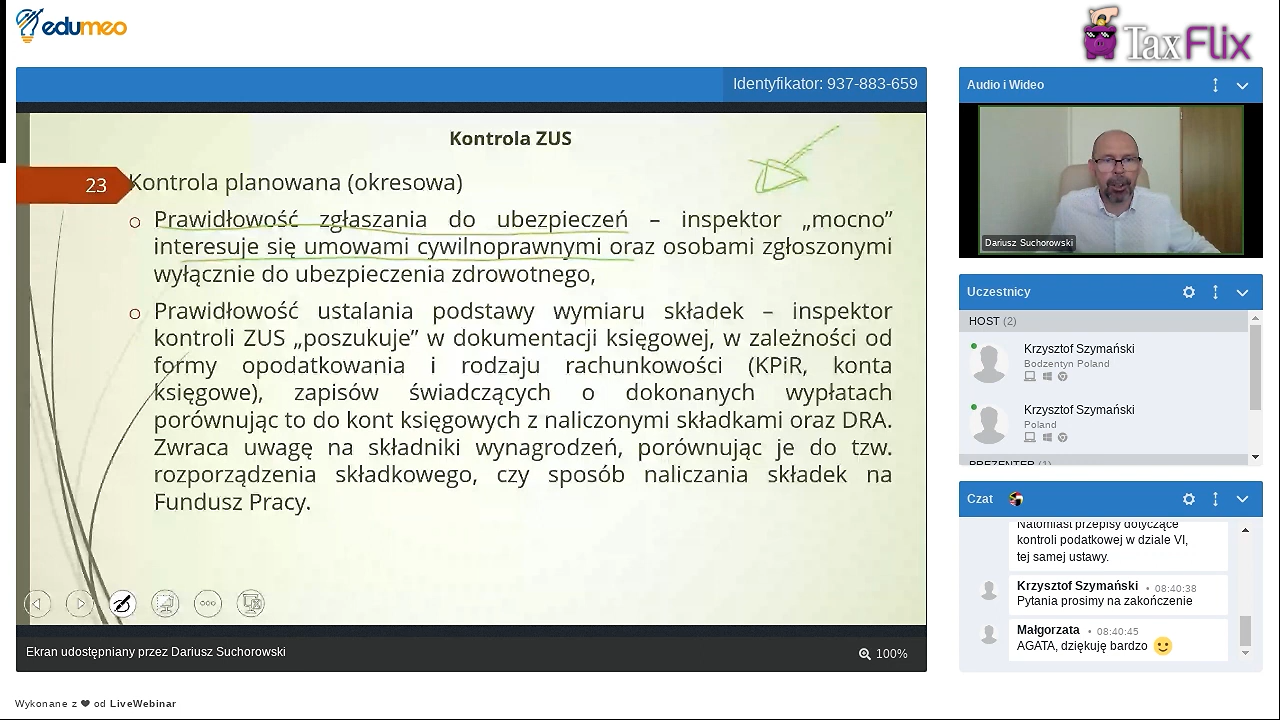 edumeo
TaxFlix
Identyfikator: 937-883-659
Kontrola ZUS
23
Kontrola planowana (okresowa)
Prawidłowość zgłaszania do ubezpieczeń – inspektor „mocno”
interesuje się umowami cywilnoprawnymi oraz osobami zgłoszonymi
wyłącznie do ubezpieczenia zdrowotnego,
Prawidłowość ustalania podstawy wymiaru składek – inspektor
kontroli ZUS „poszukuje” w dokumentacji księgowej, w zależności od
formy opodatkowania i rodzaju rachunkowości (KPiR, konta
księgowe), zapisów świadczących o dokonanych wypłatach
porównując to do kont księgowych z naliczonymi składkami oraz DRA.
Zwraca uwagę na składniki wynagrodzeń, porównując je do tzw.
rozporządzenia składkowego, czy sposób naliczania składek na
Fundusz Pracy.
Ekran udostępniany przez Dariusz Suchorowski
100%
Wykonane z od LiveWebinar
Audio i Wideo
Dariusz Suchorowski
Uczestnicy
HOST (2)
Krzysztof Szymański
Bodzentyn Poland
Krzysztof Szymański
Poland
PREZENTER (1)
Czat
Natomiast przepisy dotyczące
kontroli podatkowej w dziale VI,
tej samej ustawy.
Krzysztof Szymański • 08:40:38
Pytania prosimy na zakończenie
Małgorzata • 08:40:45
AGATA, dziękuję bardzo 🙂